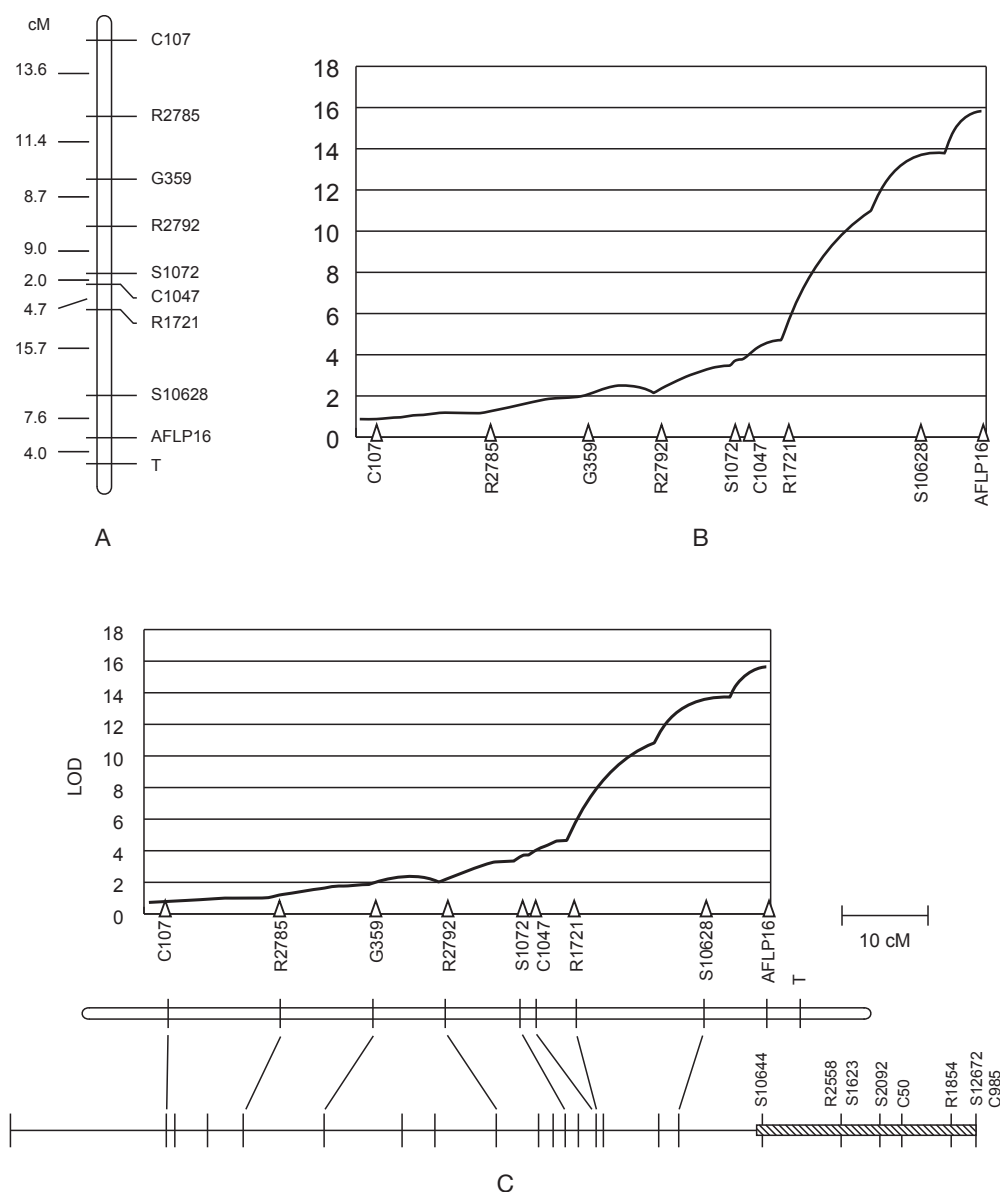 cM
C107
13.6
R2785
11.4
G359
8.7
R2792
9.0
S1072
2.0
C1047
4.7
R1721
15.7
S10628
7.6
AFLP16
4.0
T
A
18
16
14
12
10
8
6
4
2
0
C107
R2785
G359
R2792
S1072
C1047
R1721
S10628
AFLP16
B
LOD
18
16
14
12
10
8
6
4
2
0
C107
R2785
G359
R2792
S1072
C1047
R1721
S10628
AFLP16
T
10 cM
S10644
R2558
S1623
S2092
C50
R1854
S12672
C985
C